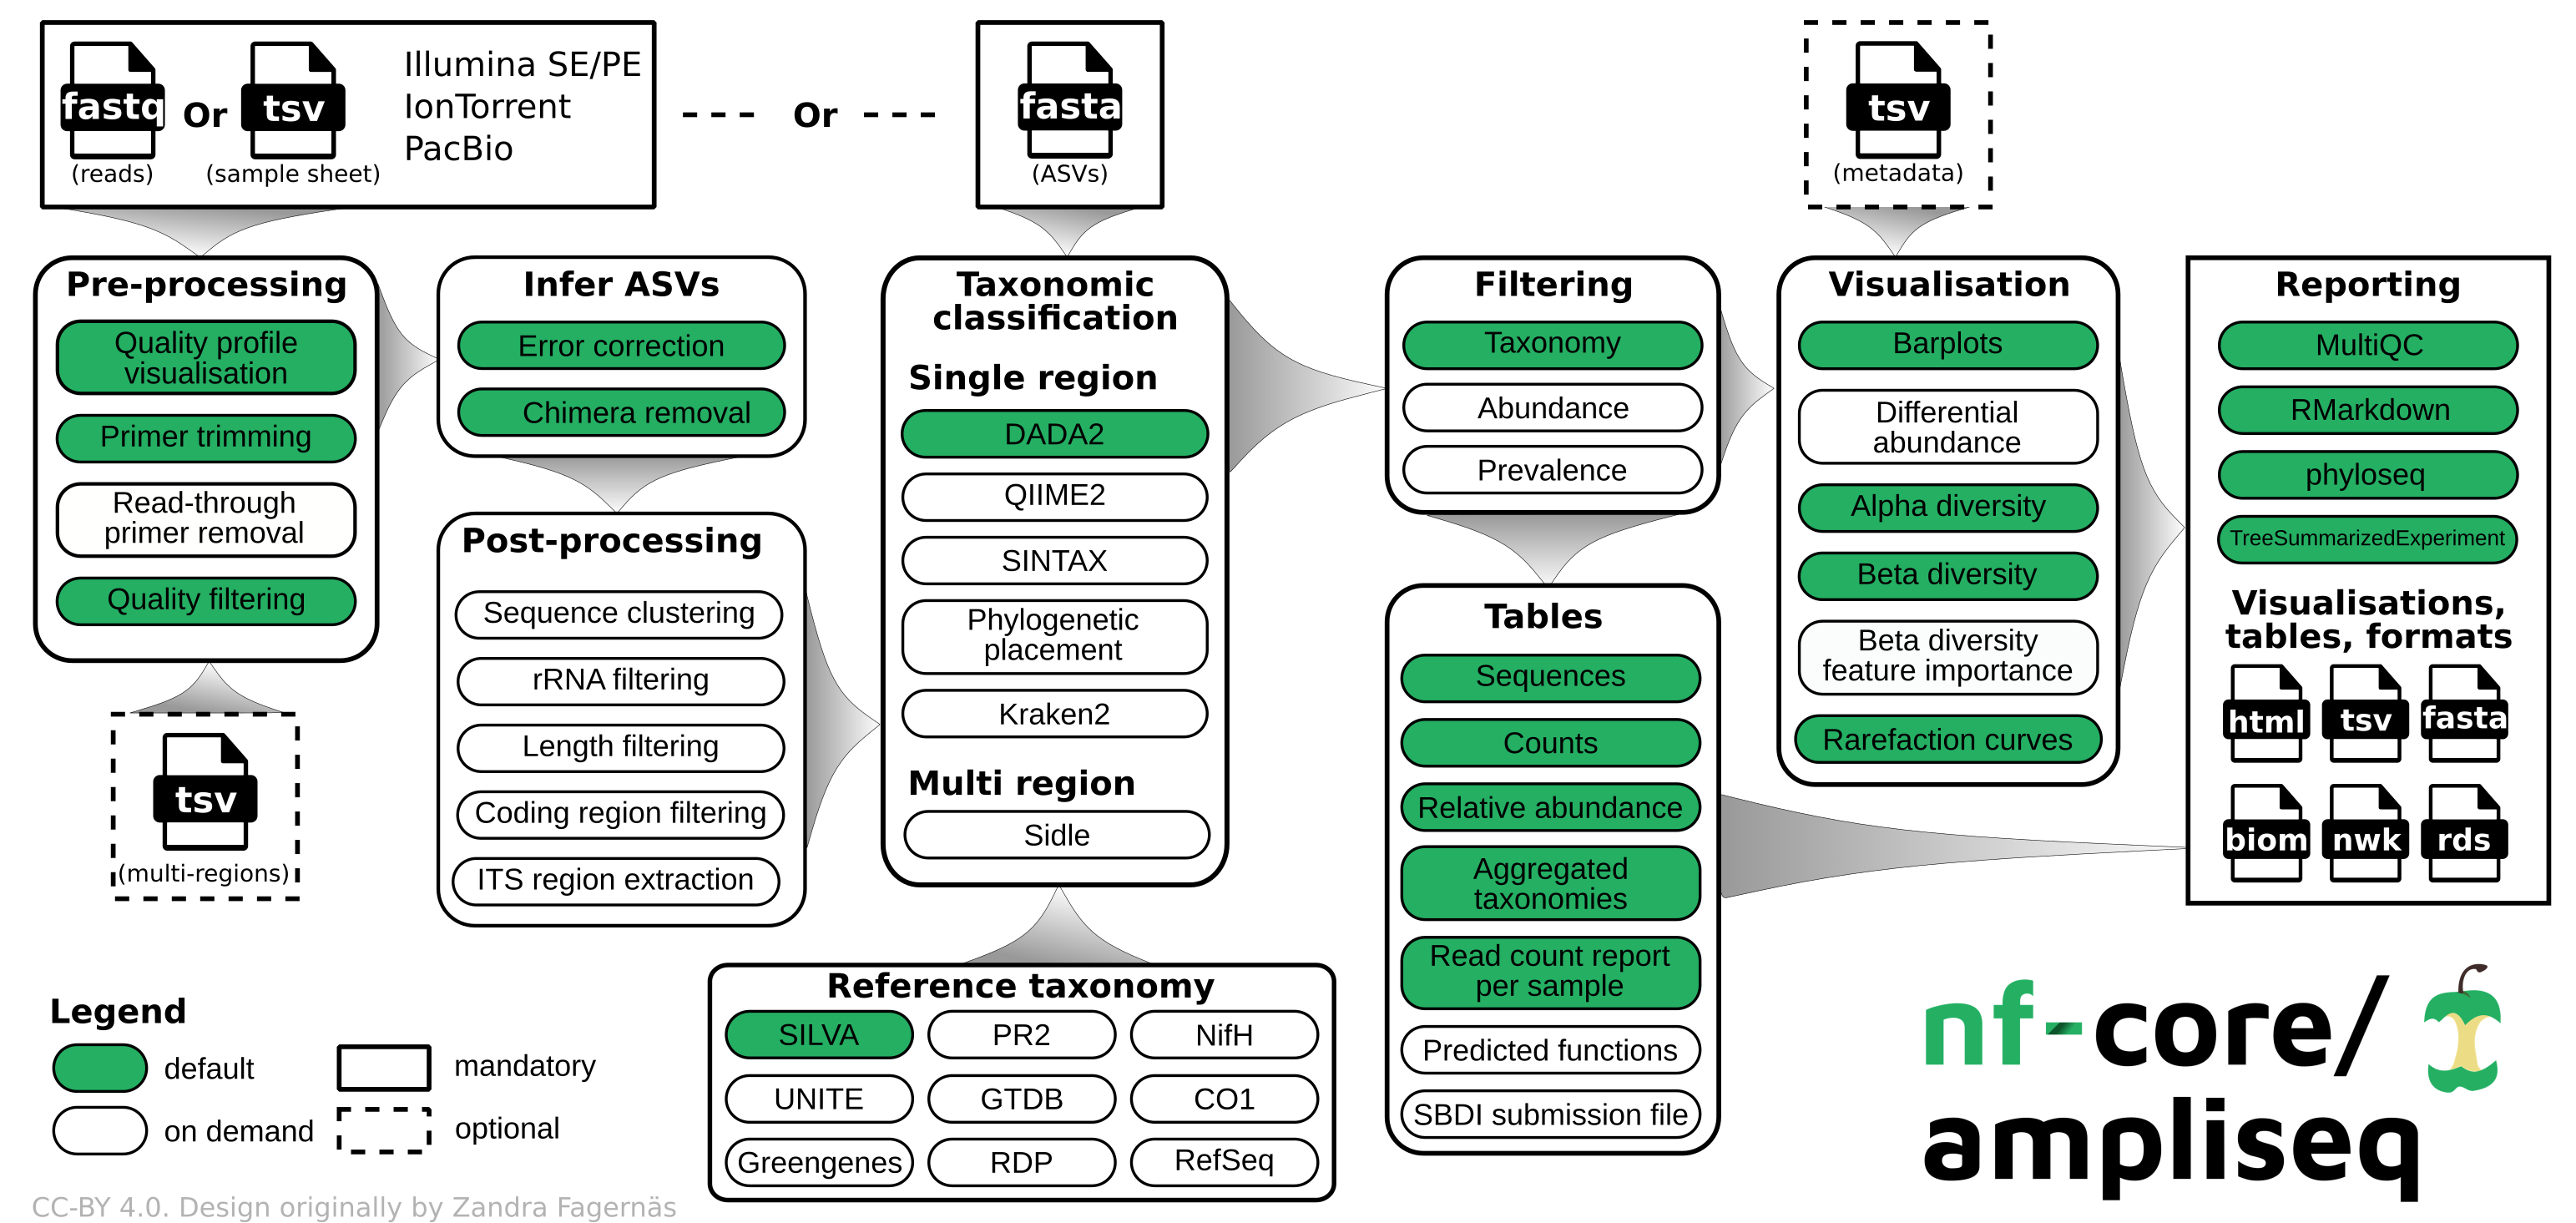 fastq
(reads)
Or
tsv
(sample sheet)
Illumina SE/PE
IonTorrent
PacBio
Or
fasta
(ASVs)
tsv
(metadata)
Pre-processing
Quality profile
visualisation
Primer trimming
Read-through
primer removal
Quality filtering
tsv
(multi-regions)
Infer ASVs
Error correction
Chimera removal
Post-processing
Sequence clustering
rRNA filtering
Length filtering
Coding region filtering
ITS region extraction
Taxonomic
classification
Single region
DADA2
QIIME2
SINTAX
Phylogenetic
placement
Kraken2
Multi region
Sidle
Reference taxonomy
SILVA
PR2
NifH
UNITE
GTDB
CO1
Greengenes
RDP
RefSeq
Filtering
Taxonomy
Abundance
Prevalence
Tables
Sequences
Counts
Relative abundance
Aggregated
taxonomies
Read count report
per sample
Predicted functions
SBDI submission file
Visualisation
Barplots
Differential
abundance
Alpha diversity
Beta diversity
Beta diversity
feature importance
Rarefaction curves
Reporting
MultiQC
RMarkdown
phyloseq
TreeSummarizedExperiment
Visualisations,
tables, formats
html
tsv
fasta
biom
nwk
rds
Legend
default
mandatory
on demand
optional
CC-BY 4.0. Design originally by Zandra Fagernäs
nf-core/
ampliseq